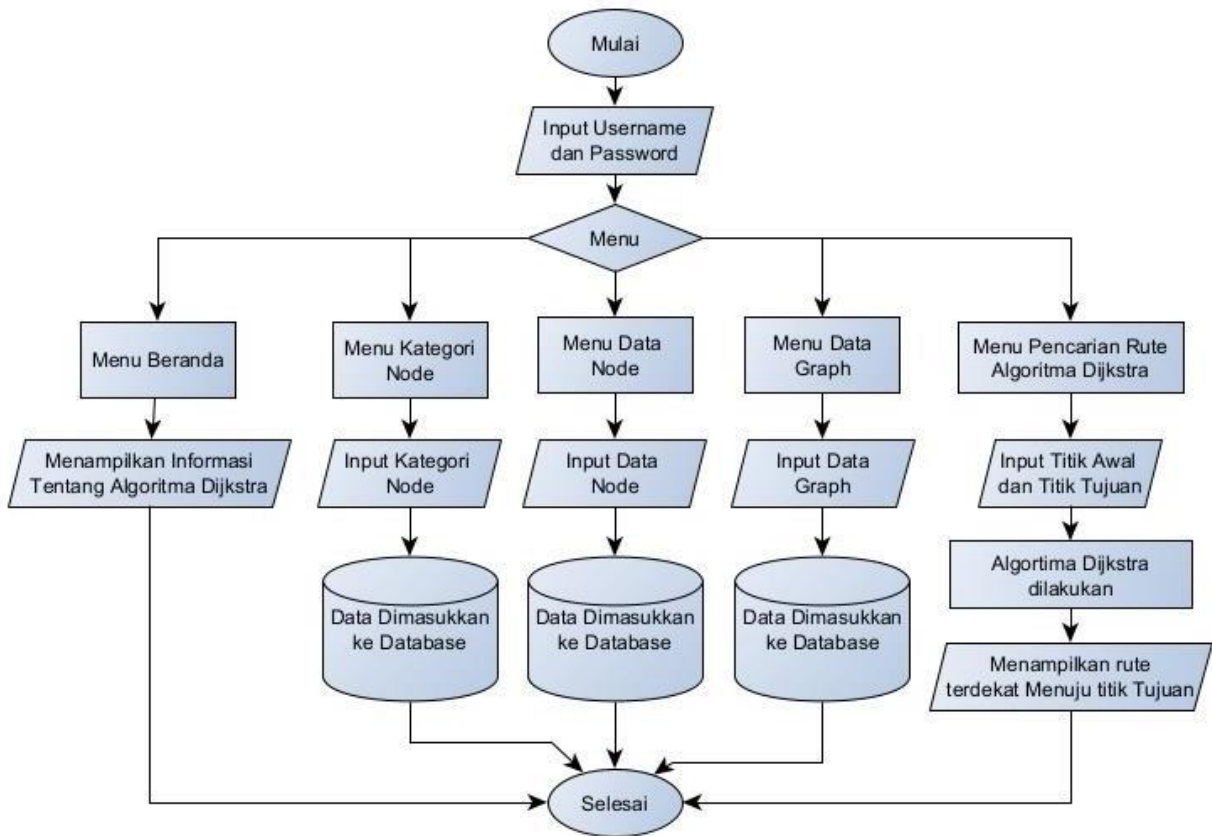 Mulai
Input Username
dan Password
Menu
Menu Beranda
Menu Kategori
Node
Menu Data
Node
Menu Data
Graph
Menu Pencarian Rute
Algoritma Dijkstra
Menampilkan Informasi
Tentang Algoritma Dijkstra
Input Kategori
Node
Input Data
Node
Input Data
Graph
Input Titik Awal
dan Titik Tujuan
Algortima Dijkstra
dilakukan
Data Dimasukkan
ke Database
Data Dimasukkan
ke Database
Data Dimasukkan
ke Database
Menampilkan rute
terdekat Menuju titik Tujuan
Selesai